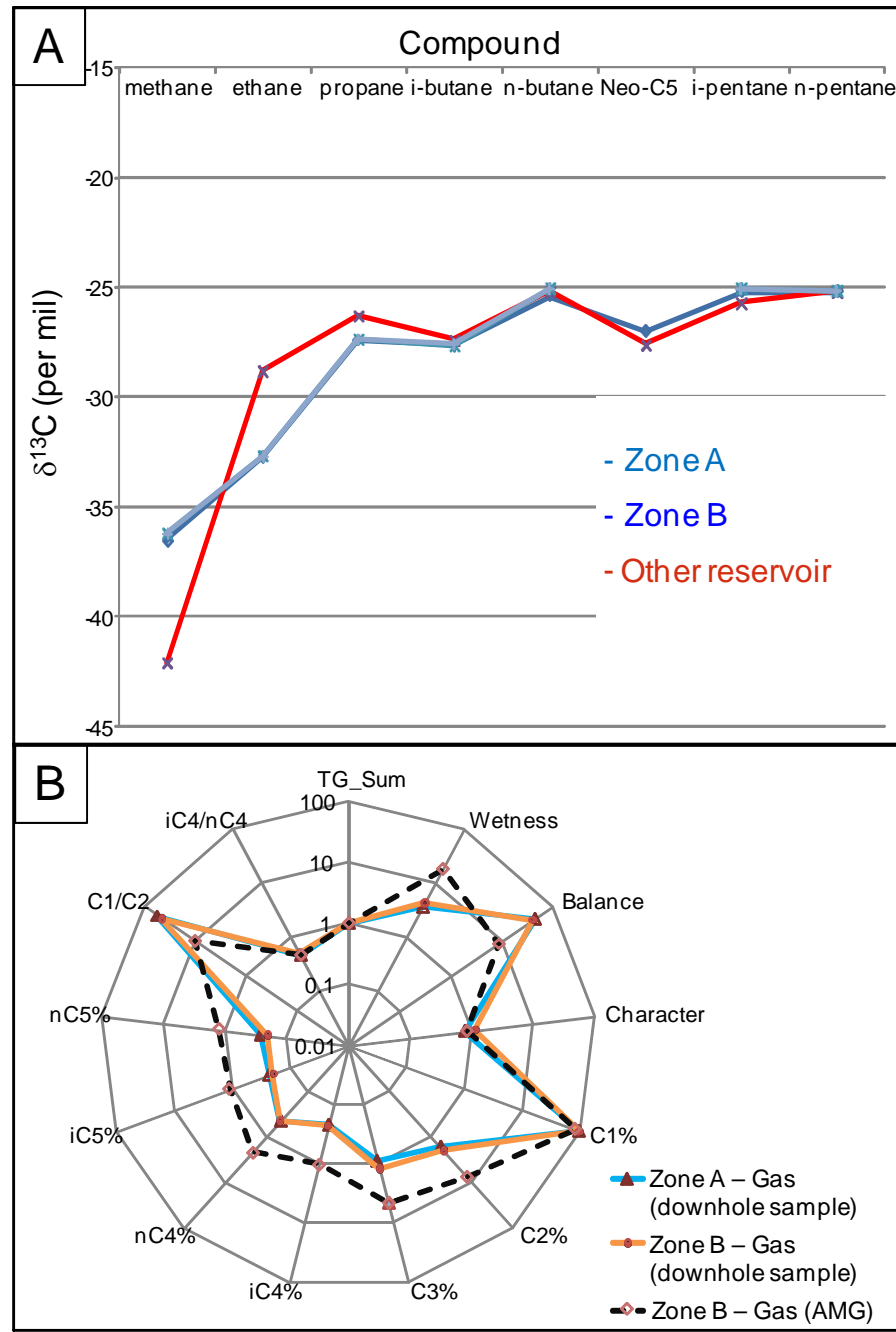 A
Compound
-15
methane ethane propane i-butane n-butane Neo-C5 i-pentane n-pentane
-20
-25
-30
-35
-40
-45
δ13C (per mil)
- Zone A
- Zone B
- Other reservoir
B
TG_Sum
Wetness
Balance
Character
C1%
C2%
C3%
iC4%
nC4%
iC5%
nC5%
C1/C2
iC4/nC4
100
10
1
0.1
0.01
Zone A – Gas
(downhole sample)
Zone B – Gas
(downhole sample)
Zone B – Gas (AMG)